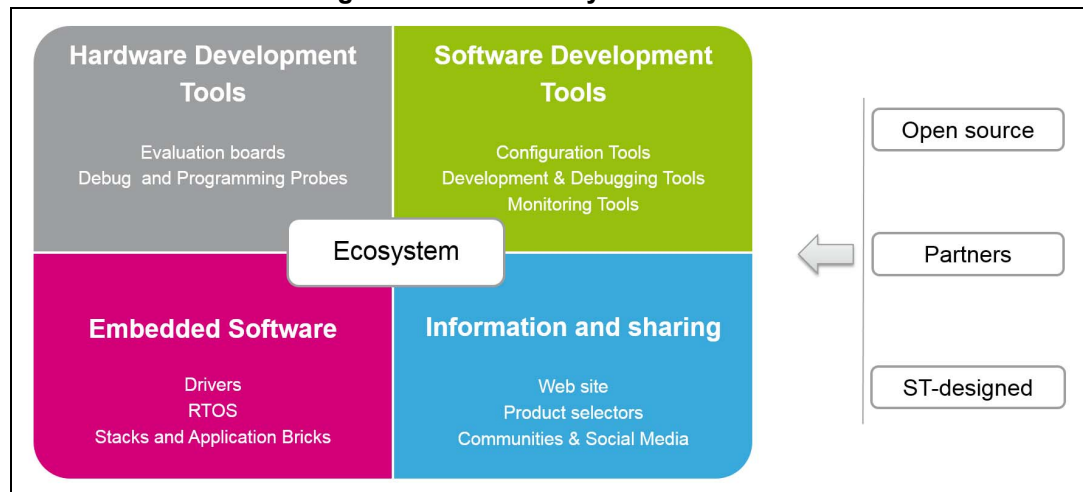 Hardware Development
Tools
Evaluation boards
Debug and Programming Probes
Software Development
Tools
Configuration Tools
Development & Debugging Tools
Monitoring Tools
Ecosystem
Embedded Software
Drivers
RTOS
Stacks and Application Bricks
Information and sharing
Web site
Product selectors
Communities & Social Media
Open source
Partners
ST-designed